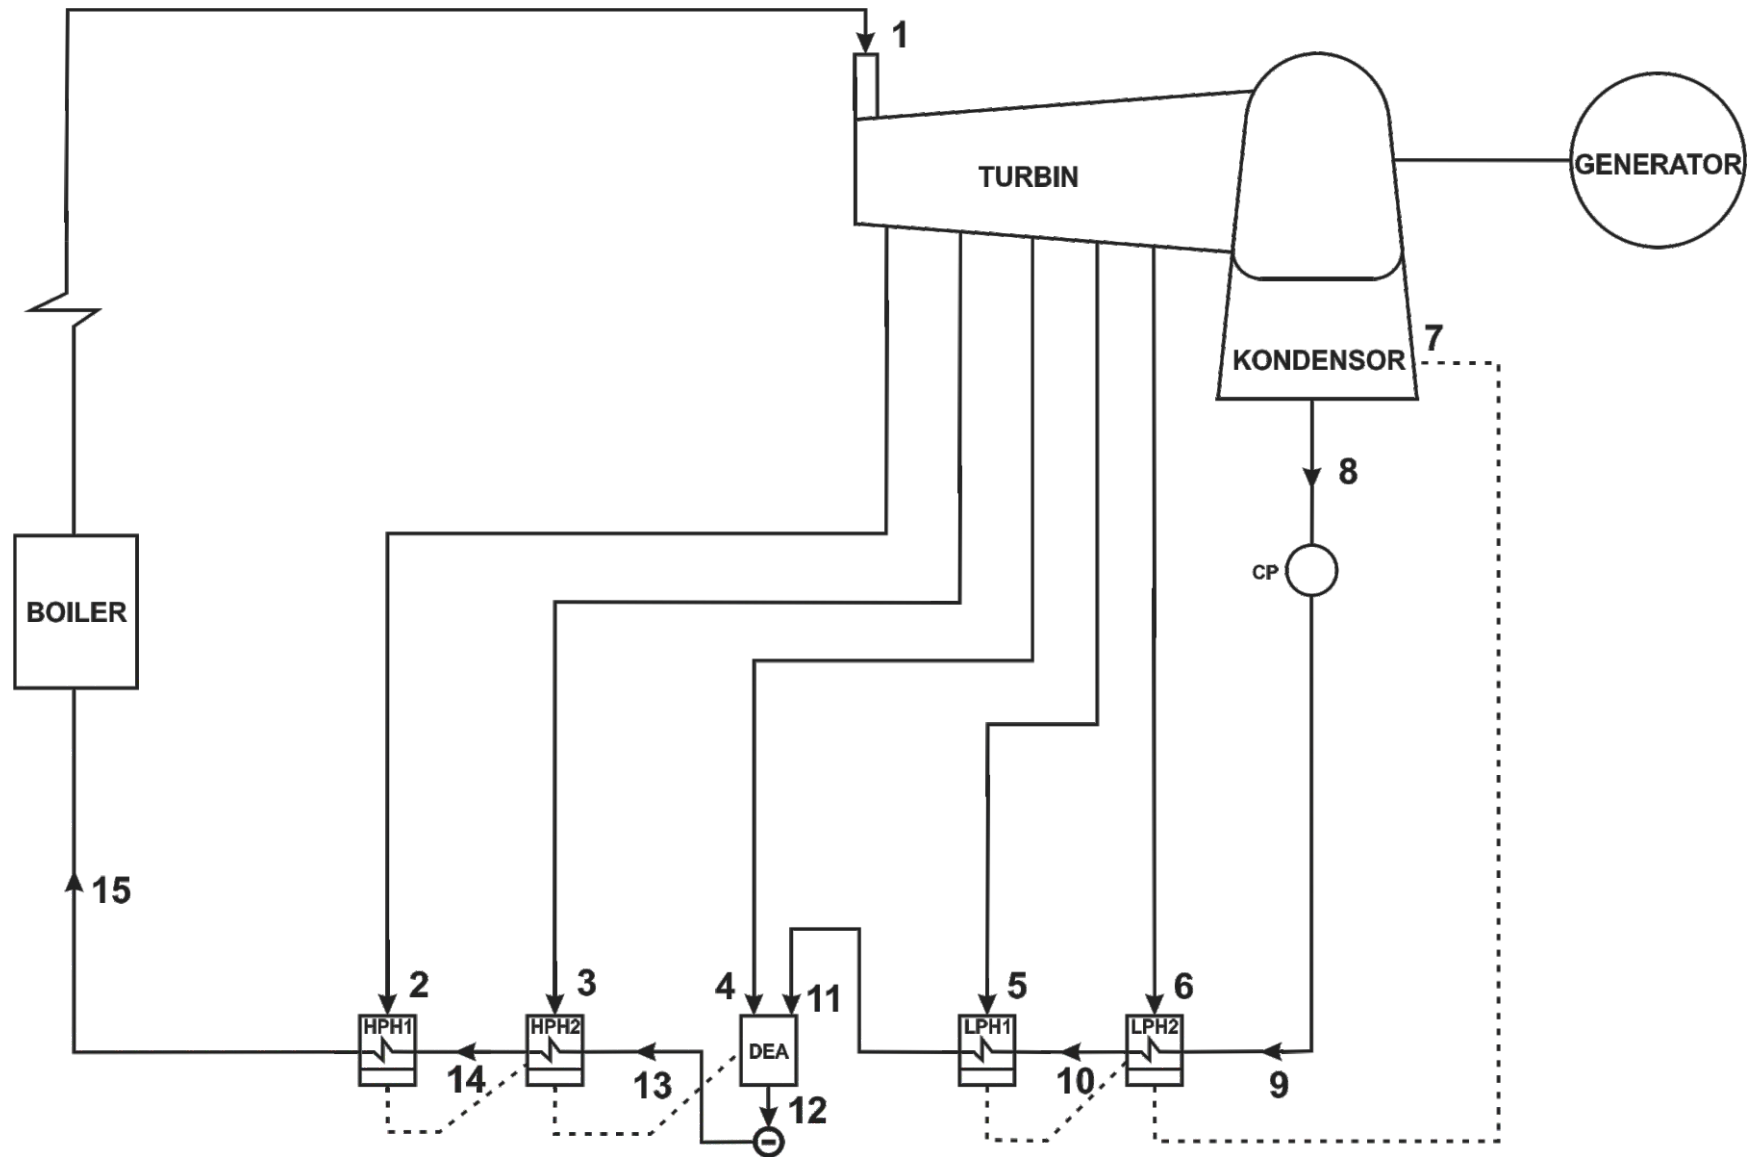 1
TURBIN
GENERATOR
7
KONDENSOR
8
CP
BOILER
15
2
3
4
11
5
6
HPH1
HPH2
DEA
LPH1
LPH2
14
13
12
10
9